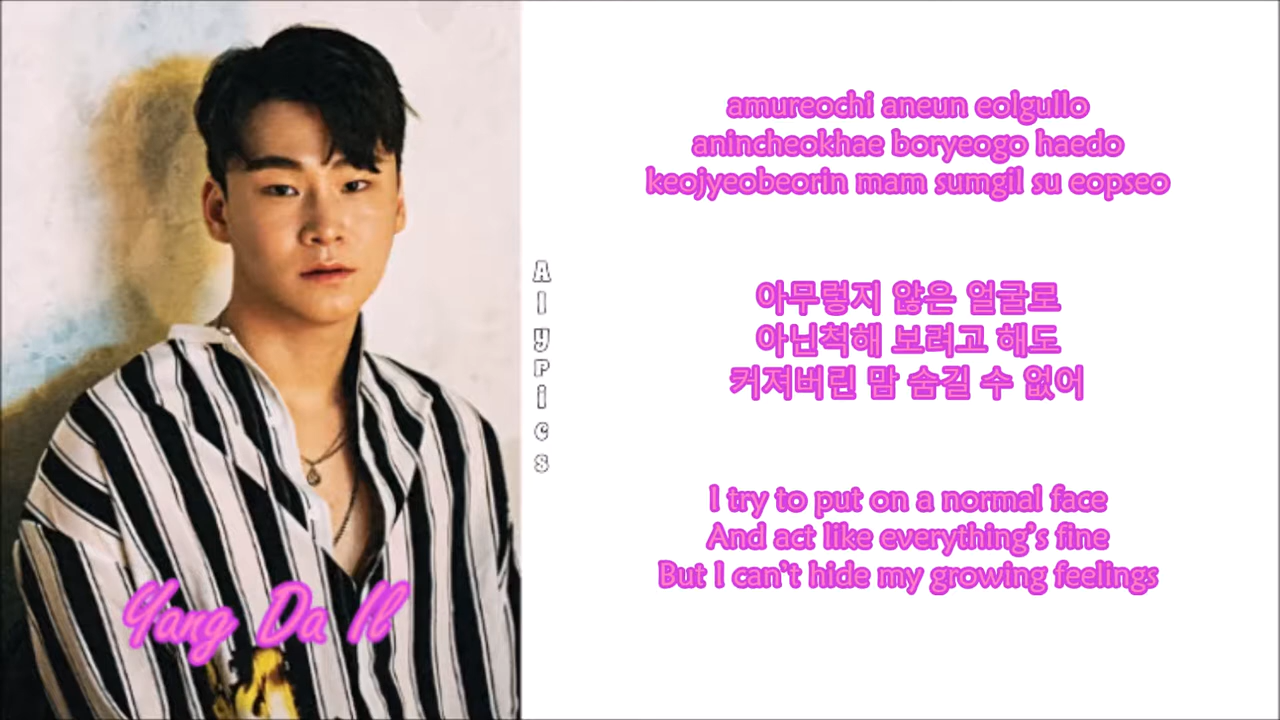 amureochi aneun eolgullo
anincheokhae boryeogo haedo
keojyeobeorin mam sumgil su eopseo
아무렇지 않은 얼굴로
아닌척해 보려고 해도
커져버린 맘 숨길 수 없어
I try to put on a normal face
And act like everything's fine
But I can't hide my growing feelings
Alyrics
Yang Da Il